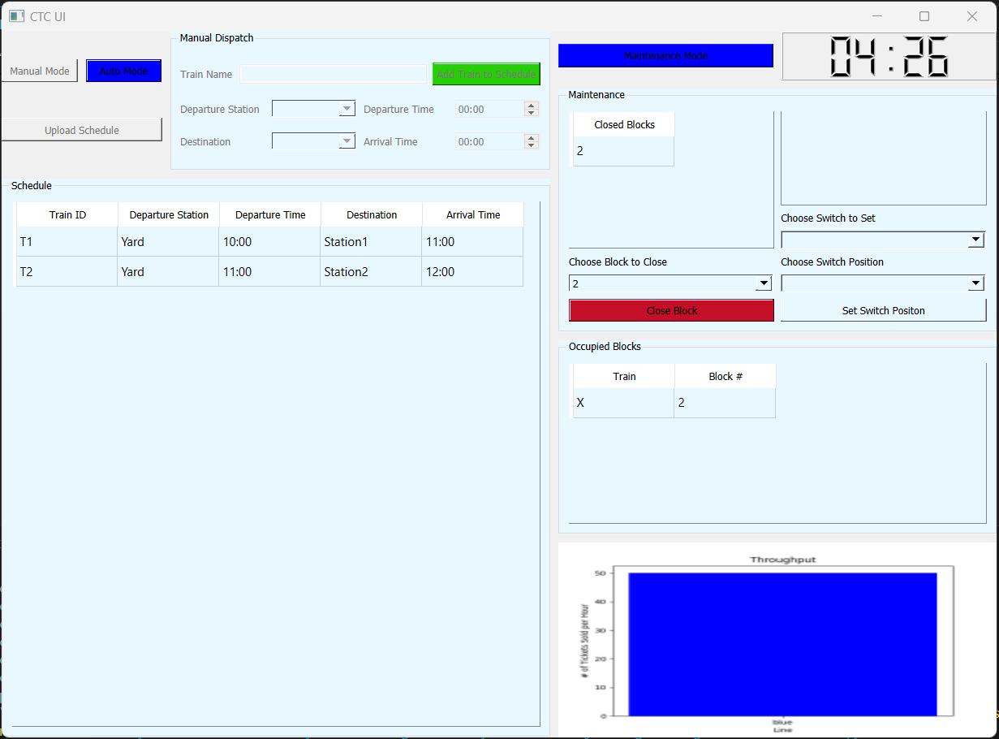 CTC UI
Manual Mode
Auto Mode
Upload Schedule
Manual Dispatch
Train Name
Add Train to Schedule
Departure Station
Departure Time
00:00
Destination
Arrival Time
00:00
Maintenance Mode
04:26
Schedule
Train ID Departure Station Departure Time Destination Arrival Time
T1 Yard 10:00 Station1 11:00
T2 Yard 11:00 Station2 12:00
Maintenance
Closed Blocks
2
Choose Block to Close
2
Close Block
Choose Switch to Set
Choose Switch Position
Set Switch Positon
Occupied Blocks
Train Block #
X 2
Throughput
# of Tickets Sold per Hour
50
40
30
20
10
0
blue
Line